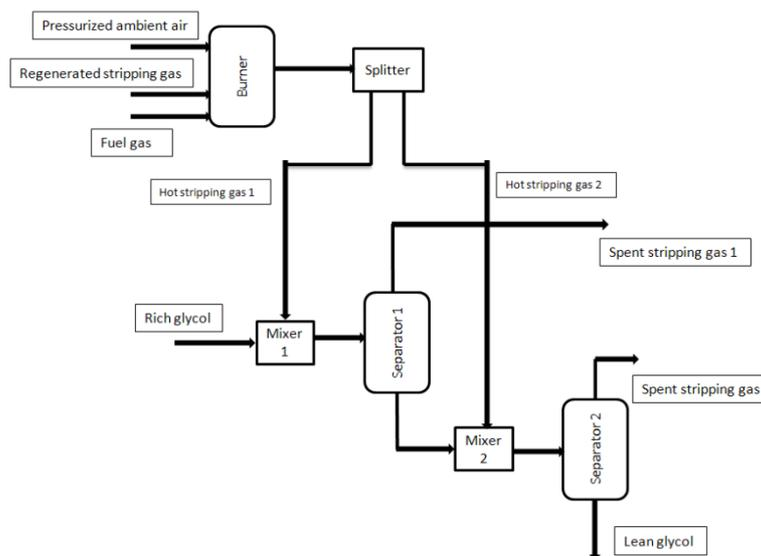 Pressurized ambient air
Regenerated stripping gas
Fuel gas
Burner
Splitter
Hot stripping gas 1
Hot stripping gas 2
Spent stripping gas 1
Rich glycol
Mixer
1
Separator 1
Spent stripping gas
Mixer
2
Separator 2
Lean glycol